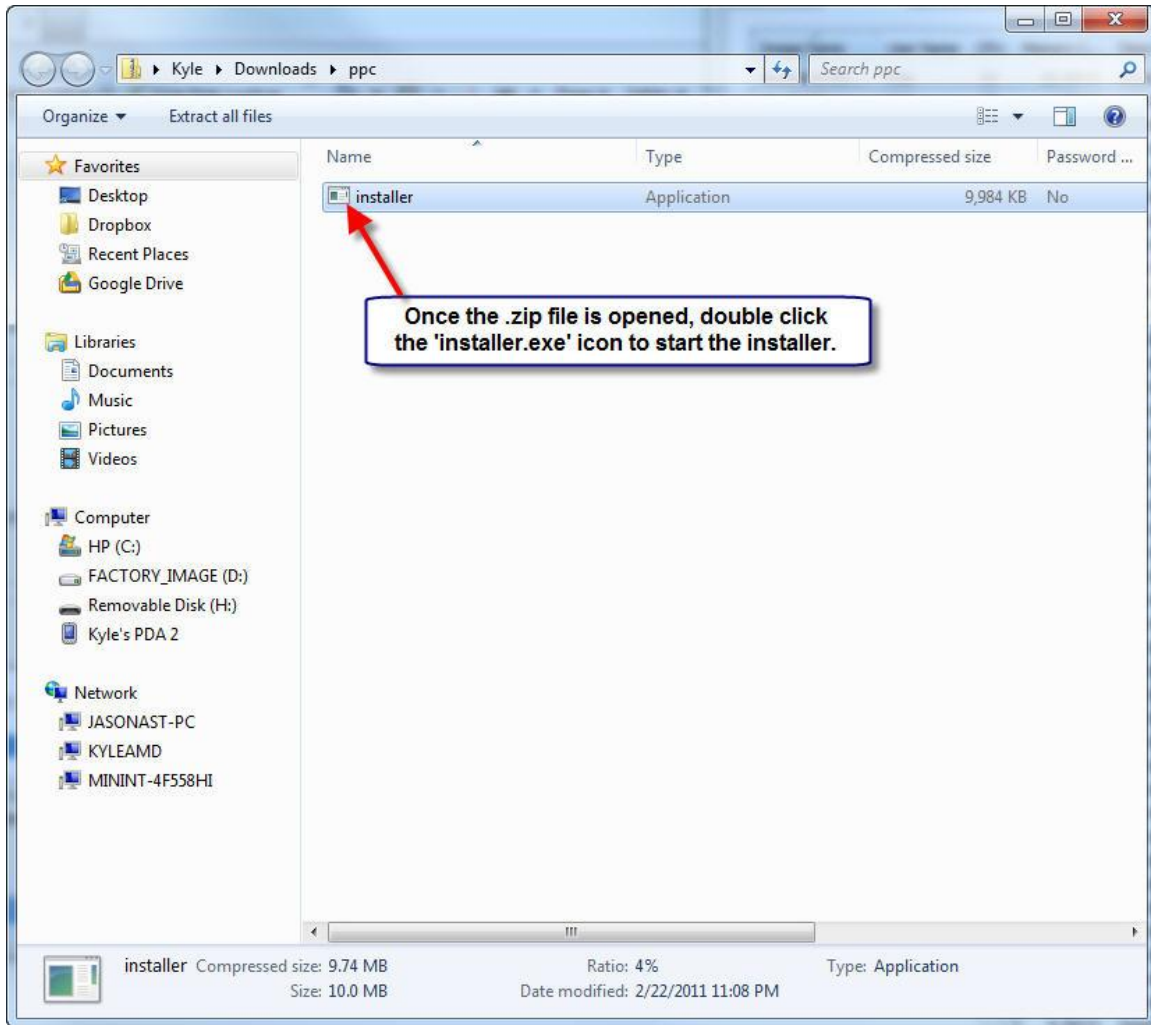 Kyle ▸ Downloads ▸ ppc
Search ppc
Organize
Extract all files
Name
Type
Compressed size
Password ...
installer
Application
9,984 KB
No
Favorites
Desktop
Dropbox
Recent Places
Google Drive
Libraries
Documents
Music
Pictures
Videos
Computer
HP (C:)
FACTORY_IMAGE (D:)
Removable Disk (H:)
Kyle's PDA 2
Network
JASONAST-PC
KYLEAMD
MININT-4F558HI
Once the .zip file is opened, double click
the 'installer.exe' icon to start the installer.
installer Compressed size: 9.74 MB
Ratio: 4%
Type: Application
Size: 10.0 MB
Date modified: 2/22/2011 11:08 PM